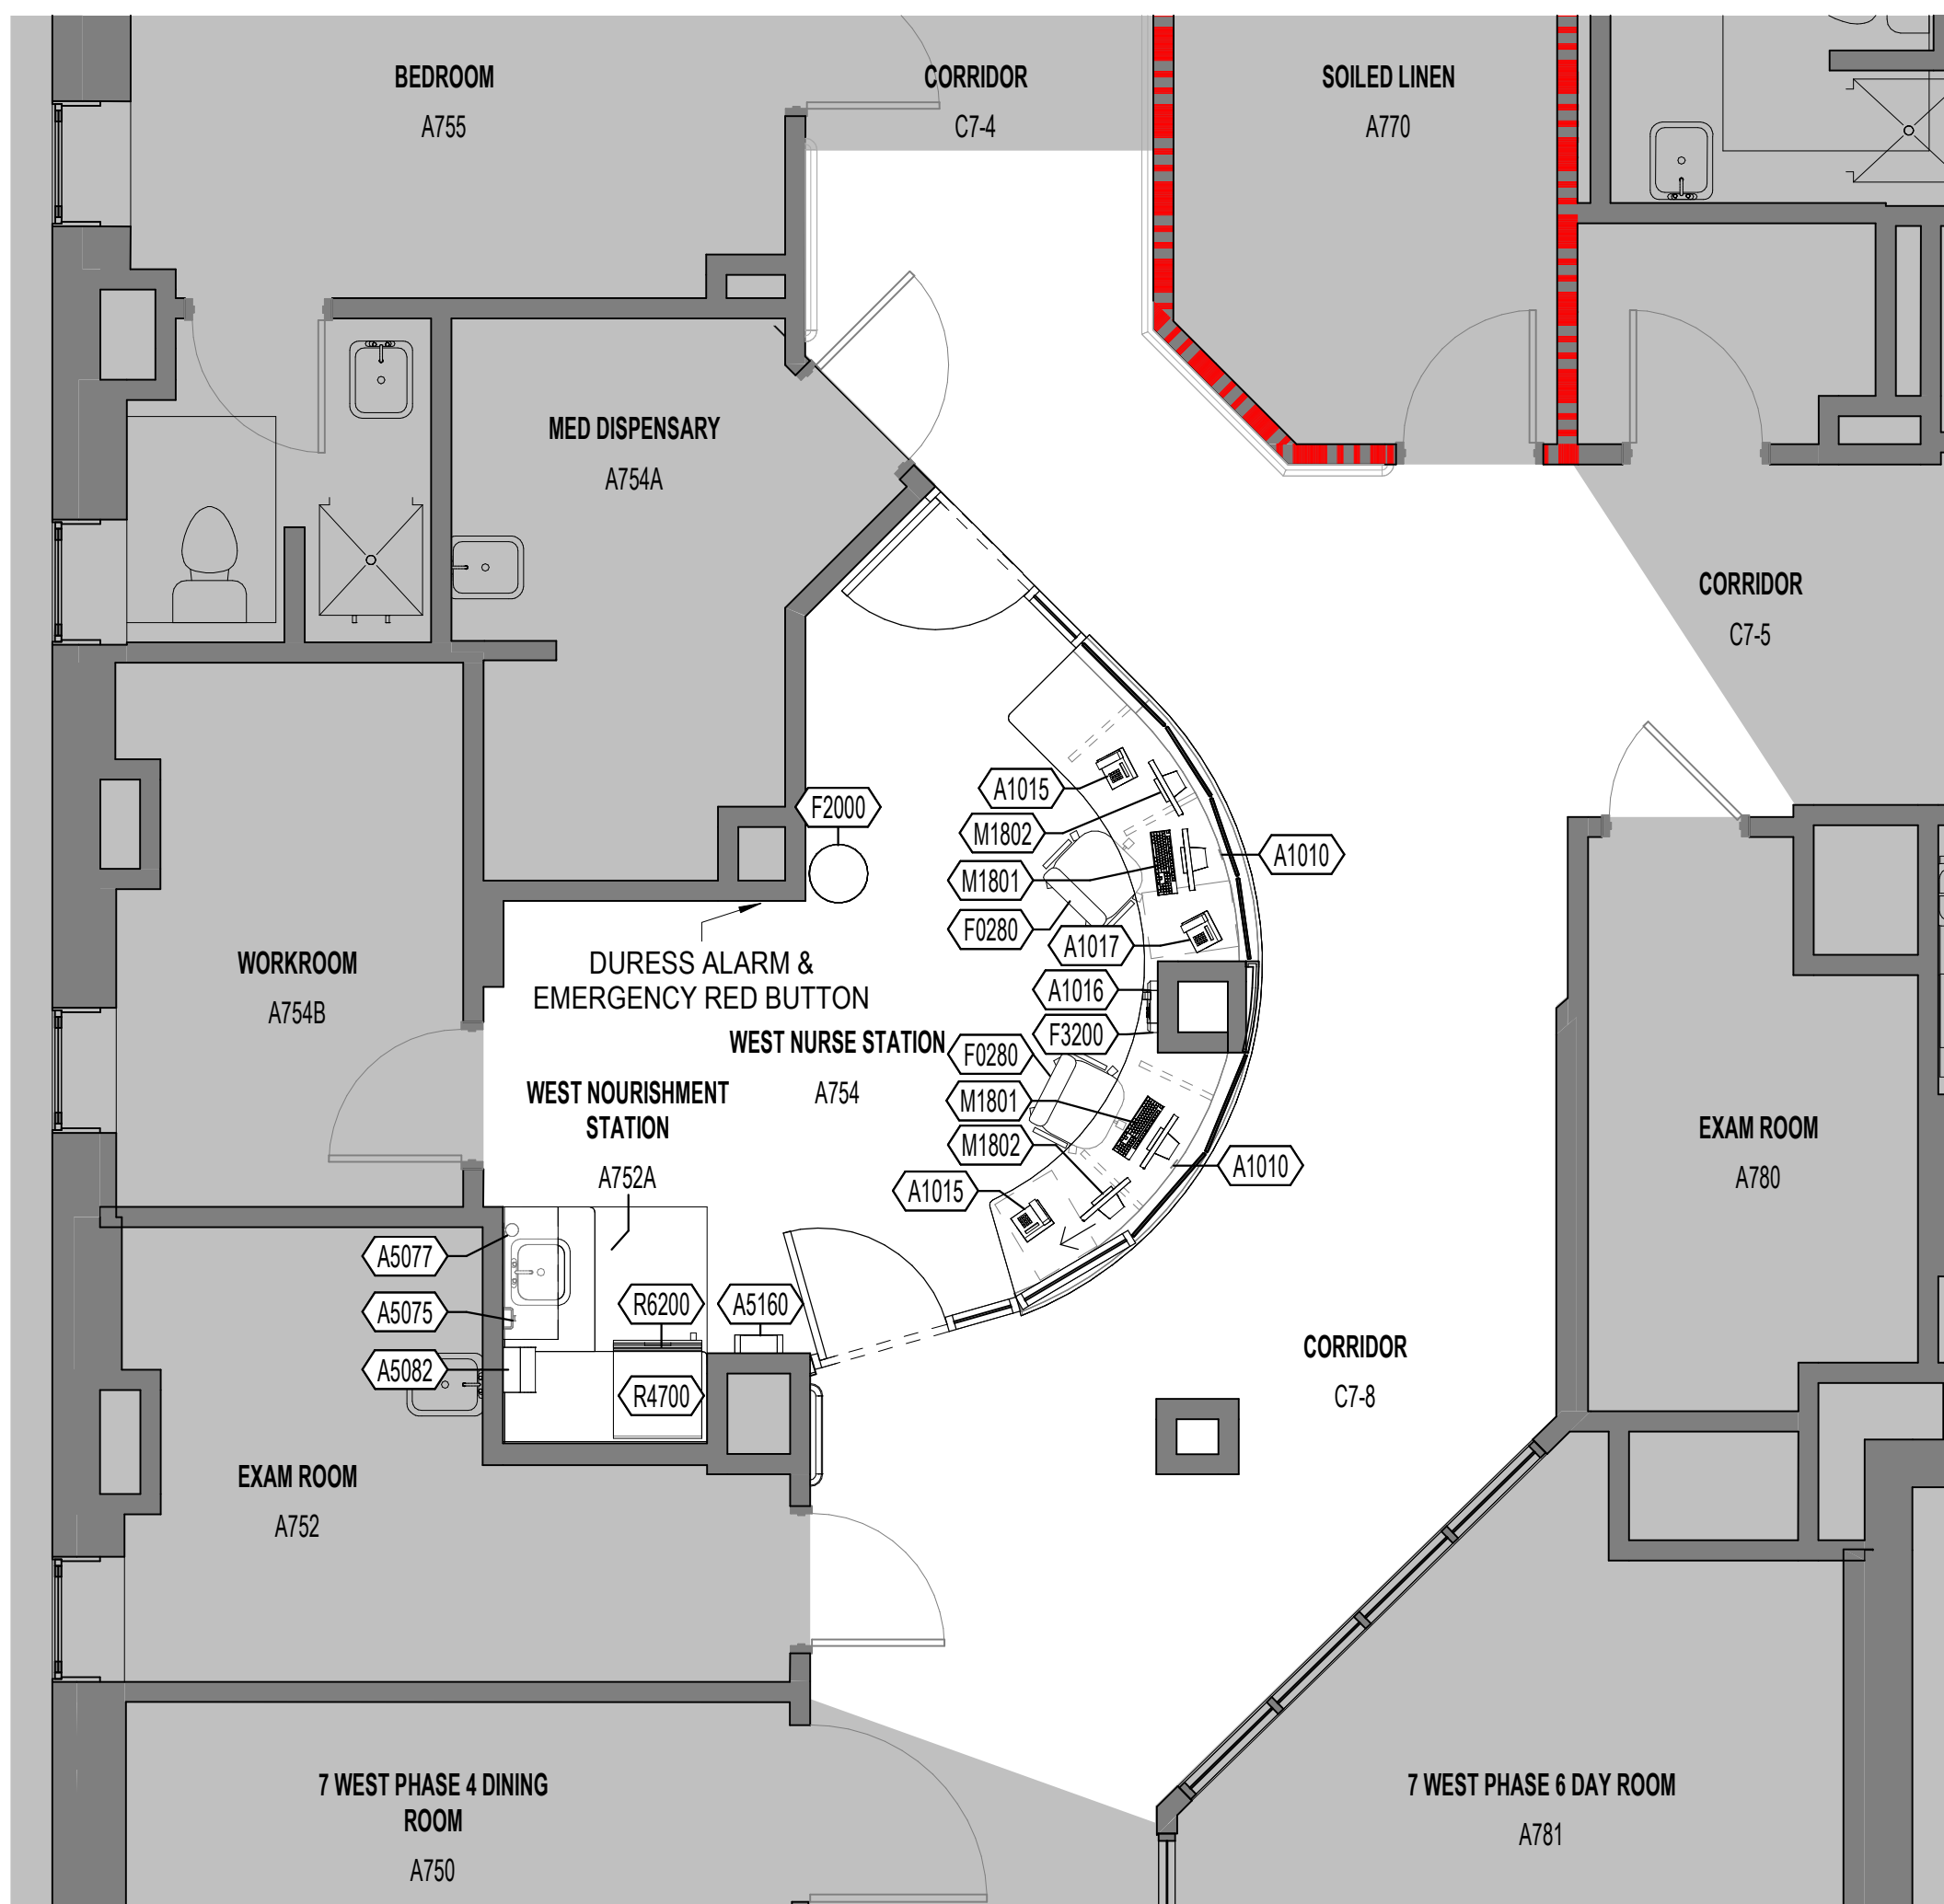 BEDROOM
A755
CORRIDOR
C7-4
SOILED LINEN
A770
MED DISPENSARY
A754A
CORRIDOR
C7-5
F2000
A1015
M1802
A1010
M1801
F0280
A1017
DURESS ALARM &
EMERGENCY RED BUTTON
WORKROOM
A754B
A1016
F3200
WEST NURSE STATION
A754
F0280
M1801
M1802
A1010
A1015
WEST NOURISHMENT
STATION
A752A
EXAM ROOM
A780
A5077
A5075
A5082
R6200
A5160
R4700
CORRIDOR
C7-8
EXAM ROOM
A752
7 WEST PHASE 4 DINING
ROOM
A750
7 WEST PHASE 6 DAY ROOM
A781